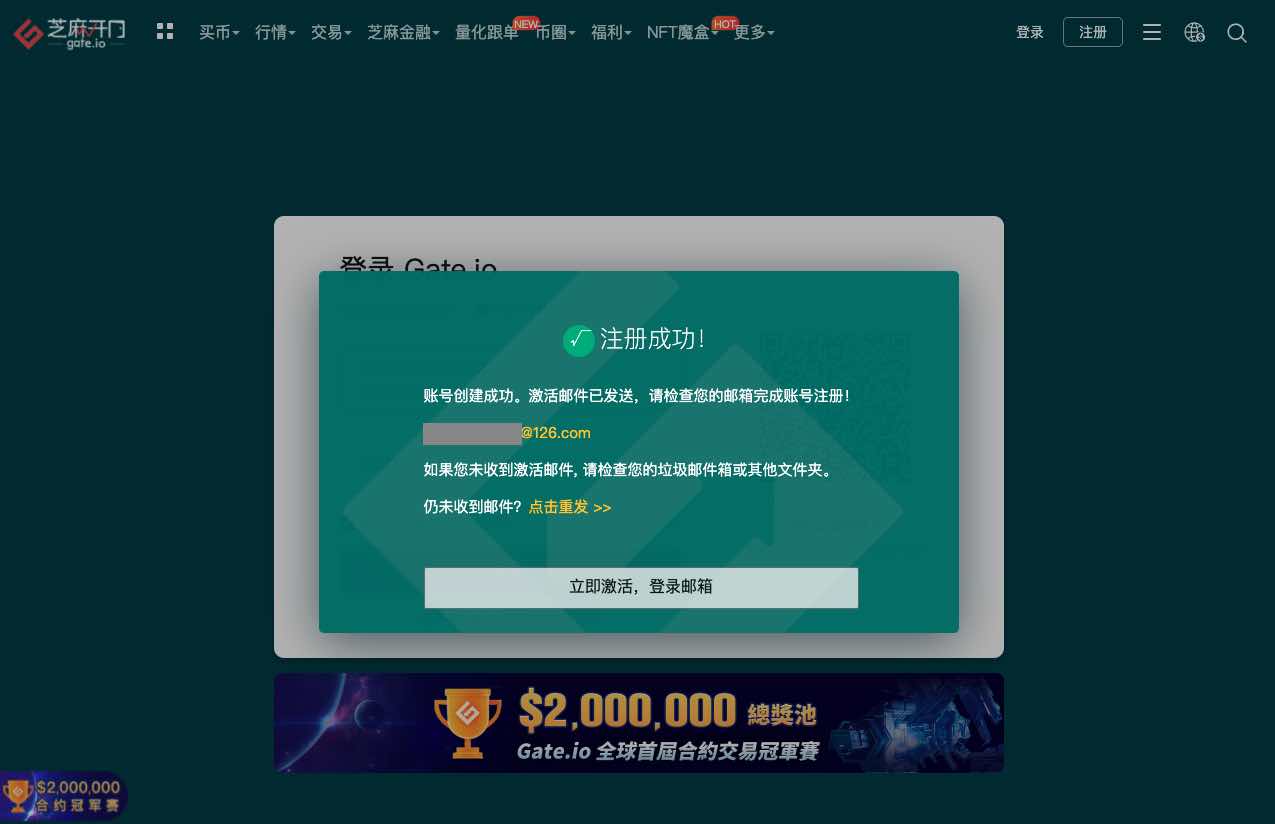 芝麻开门
gate.io
买币 行情 交易 芝麻金融 量化跟单 NEW 币圈 福利 NFT魔盒 HOT 更多
登录 注册
登录 Gate.io
√ 注册成功!
账号创建成功。激活邮件已发送，请检查您的邮箱完成账号注册!
@126.com
如果您未收到激活邮件, 请检查您的垃圾邮件箱或其他文件夹。
仍未收到邮件? 点击重发 >>
立即激活，登录邮箱
$2,000,000 總獎池
Gate.io 全球首屆合約交易冠軍賽
$2,000,000
合约冠军赛